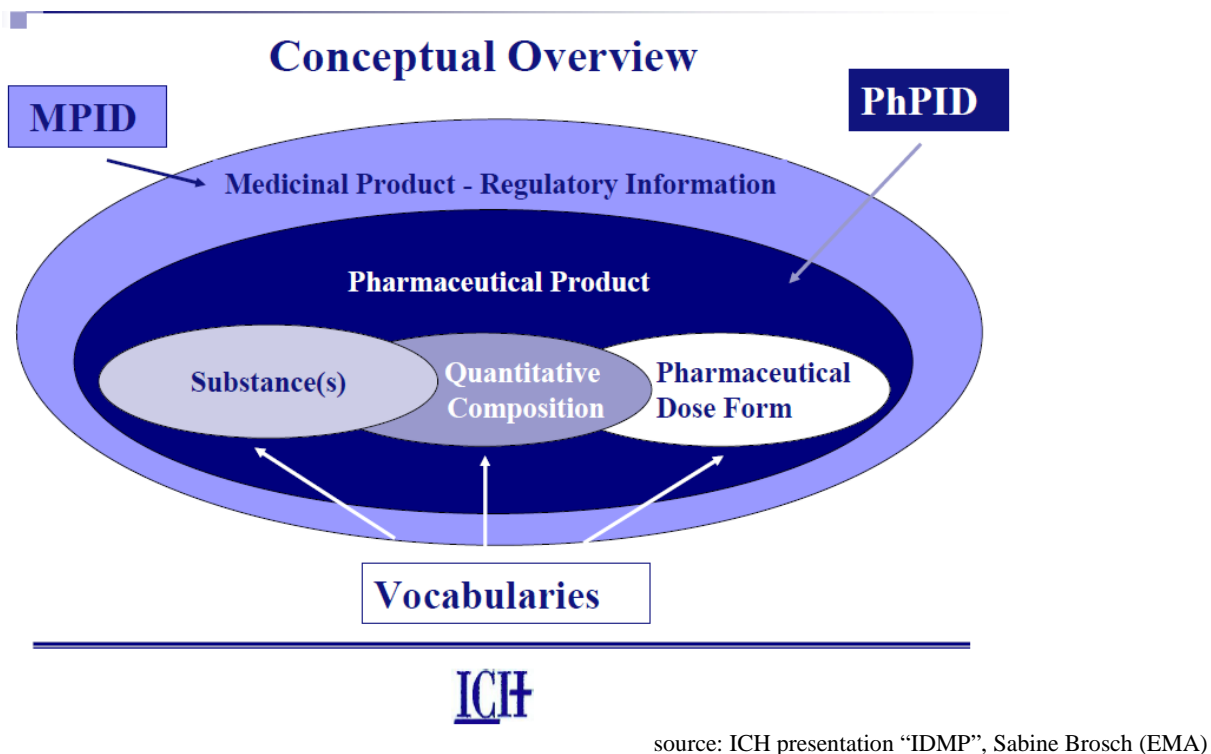 Conceptual Overview
MPID
PhPID
Medicinal Product - Regulatory Information
Pharmaceutical Product
Substance(s)
Quantitative
Composition
Pharmaceutical
Dose Form
Vocabularies
ICH
source: ICH presentation “IDMP”, Sabine Brosch (EMA)